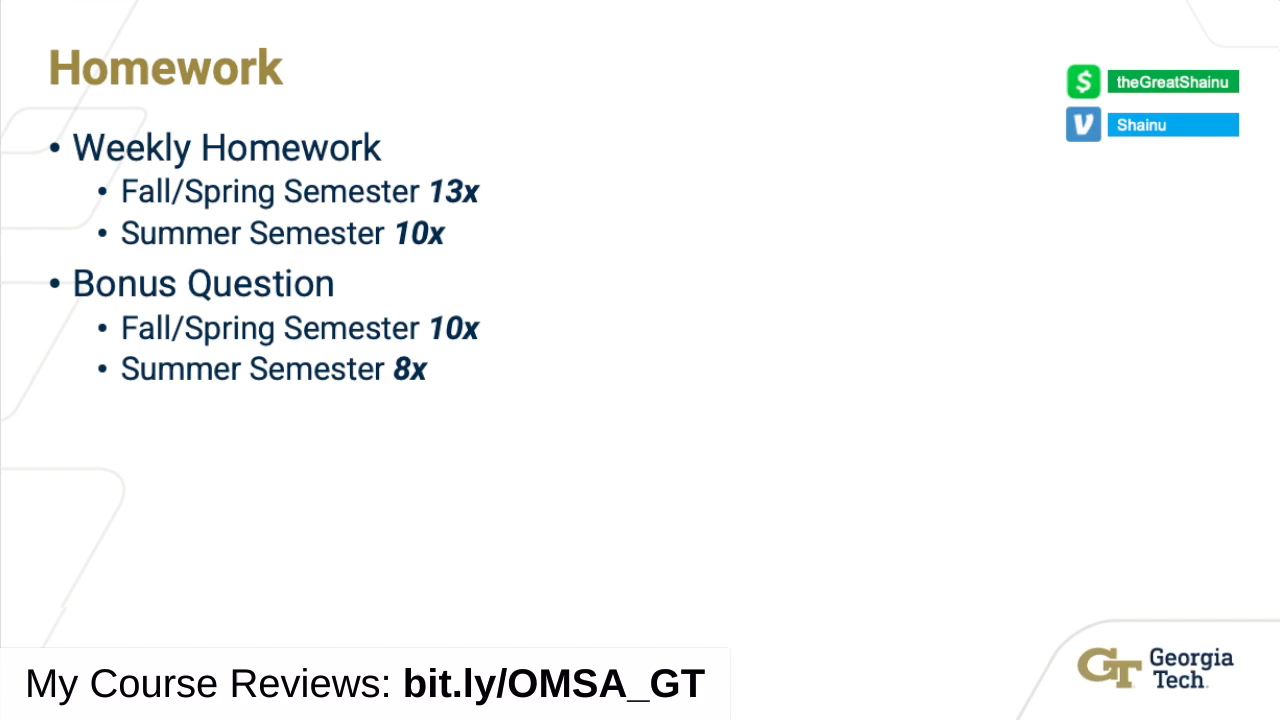 Homework
$ theGreatShainu
V Shainu
• Weekly Homework
• Fall/Spring Semester 13x
• Summer Semester 10x
• Bonus Question
• Fall/Spring Semester 10x
• Summer Semester 8x
My Course Reviews: bit.ly/OMSA_GT
GT Georgia
Tech.